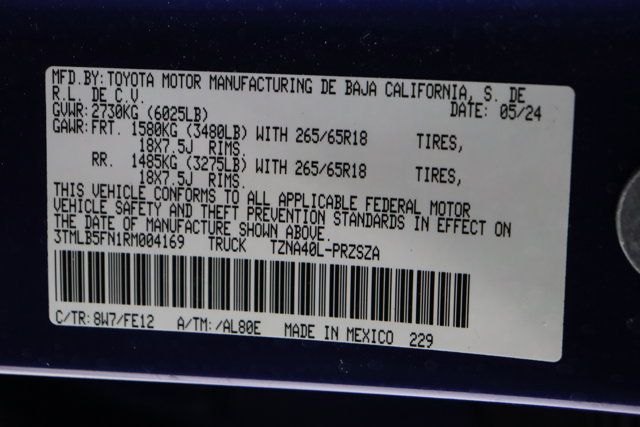 MFD.BY:TOYOTA MOTOR MANUFACTURING DE BAJA CALIFORNIA, S. DE
R.L. DE C.V. DATE: 05/24
GVWR:2730KG (6025LB)
GAWR:FRT. 1580KG (3480LB) WITH 265/65R18 TIRES,
18X7.5J RIMS.
RR. 1485KG (3275LB) WITH 265/65R18 TIRES,
18X7.5J RIMS.
THIS VEHICLE CONFORMS TO ALL APPLICABLE FEDERAL MOTOR
VEHICLE SAFETY AND THEFT PREVENTION STANDARDS IN EFFECT ON
THE DATE OF MANUFACTURE SHOWN ABOVE.
3TMLB5FN1RM004169 TRUCK TZNA40L-PRZSZA
C/TR:8W7/FE12 A/TM:/AL80E MADE IN MEXICO 229